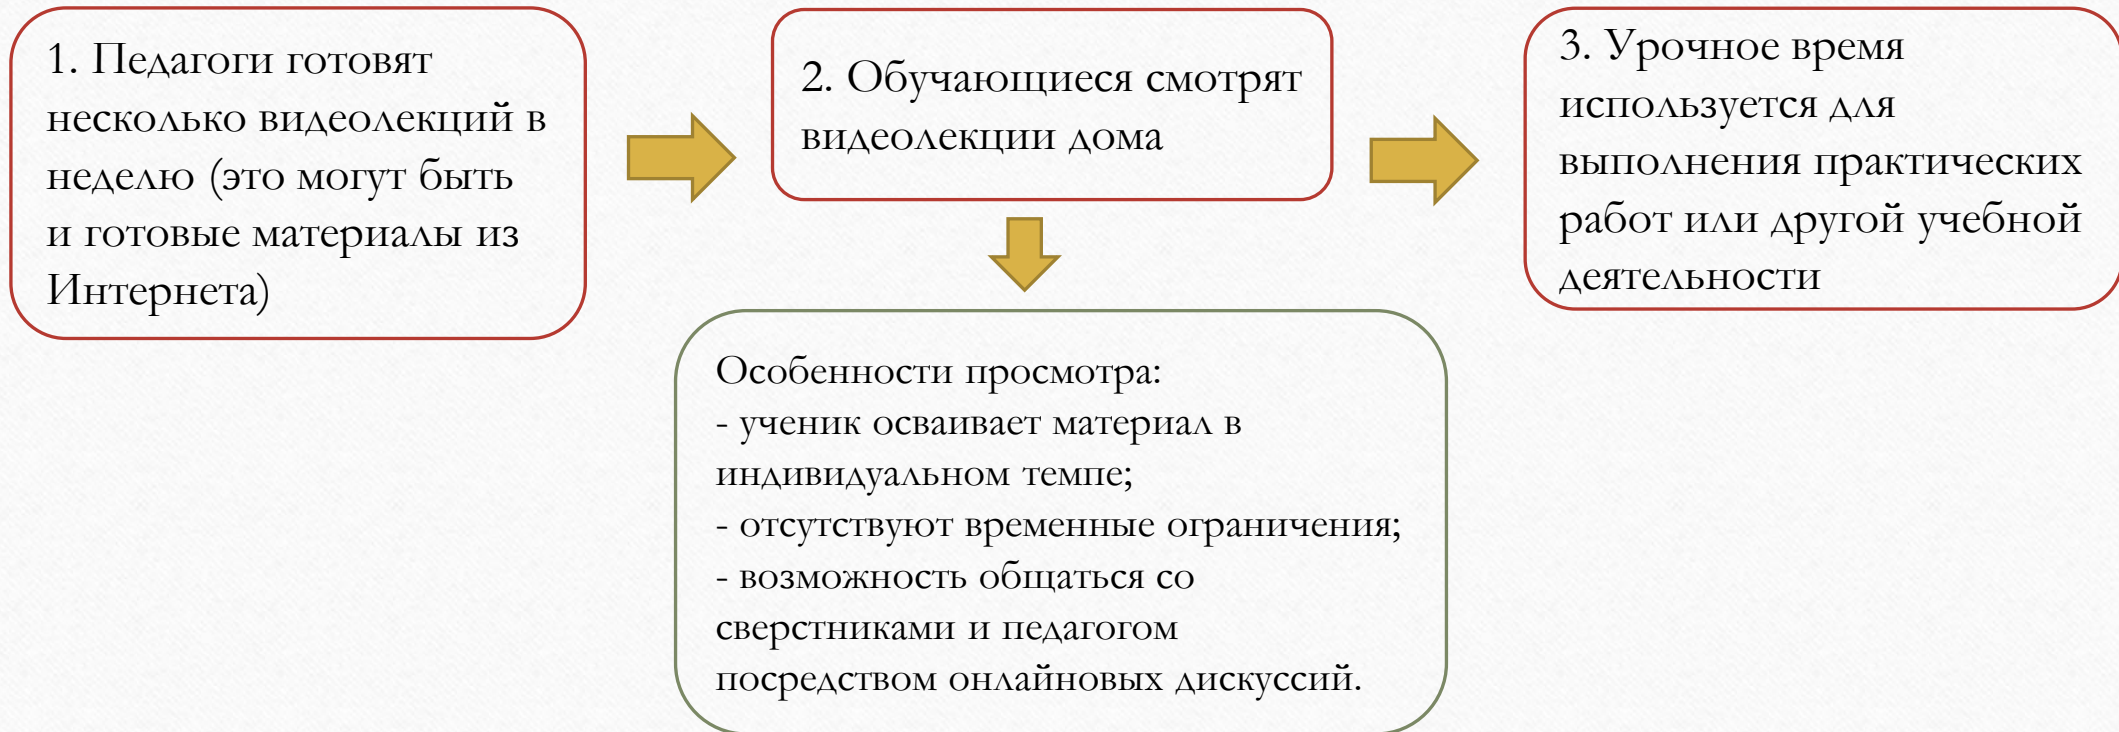 1. Педагоги готовят
несколько видеолекций в
неделю (это могут быть
и готовые материалы из
Интернета)
2. Обучающиеся смотрят
видеолекции дома
3. Урочное время
используется для
выполнения практических
работ или другой учебной
деятельности
Особенности просмотра:
- ученик осваивает материал в
индивидуальном темпе;
- отсутствуют временные ограничения;
- возможность общаться со
сверстниками и педагогом
посредством онлайновых дискуссий.